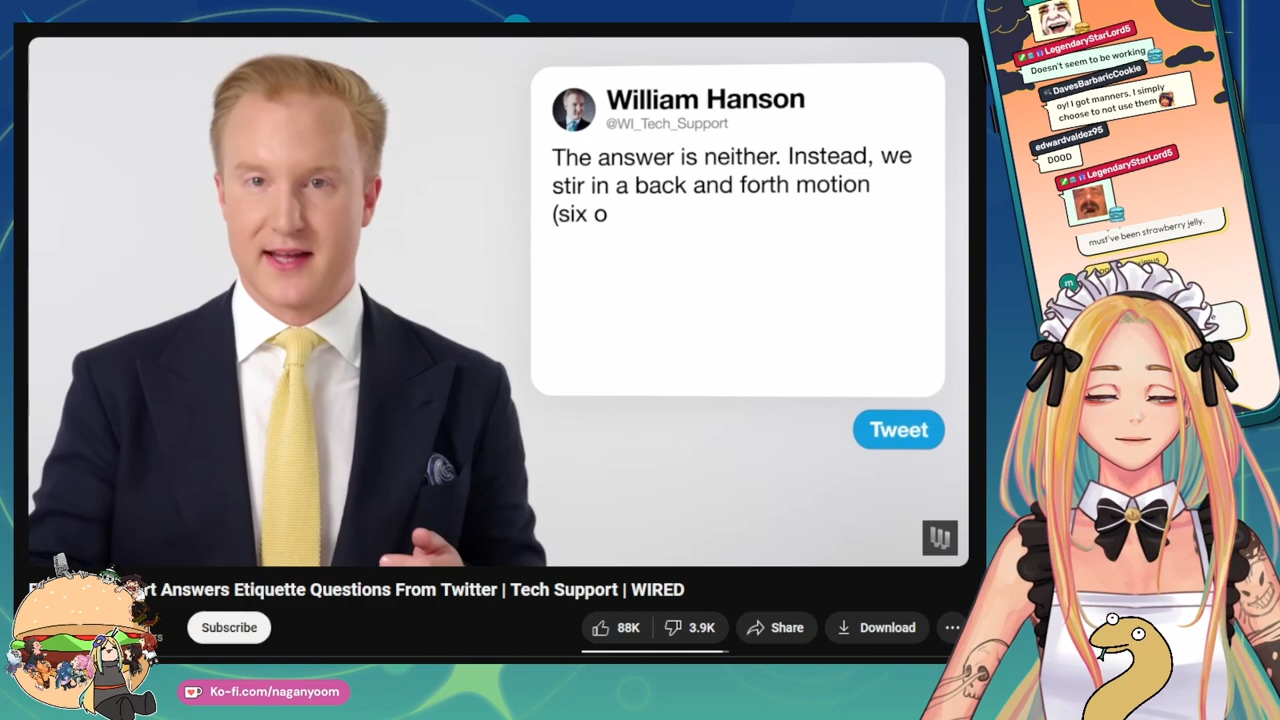 William Hanson
@WI_Tech_Support
The answer is neither. Instead, we
stir in a back and forth motion
(six o
Tweet
rt Answers Etiquette Questions From Twitter | Tech Support | WIRED
Subscribe
88K
3.9K
Share
Download
Ko-fi.com/naganyoom
LegendaryStarLord5
Doesn't seem to be working
DavesBarbaricCookie
oy! I got manners. I simply
choose to not use them
edwardvaldez95
DOOD
LegendaryStarLord5
must've been strawberry jelly.
m